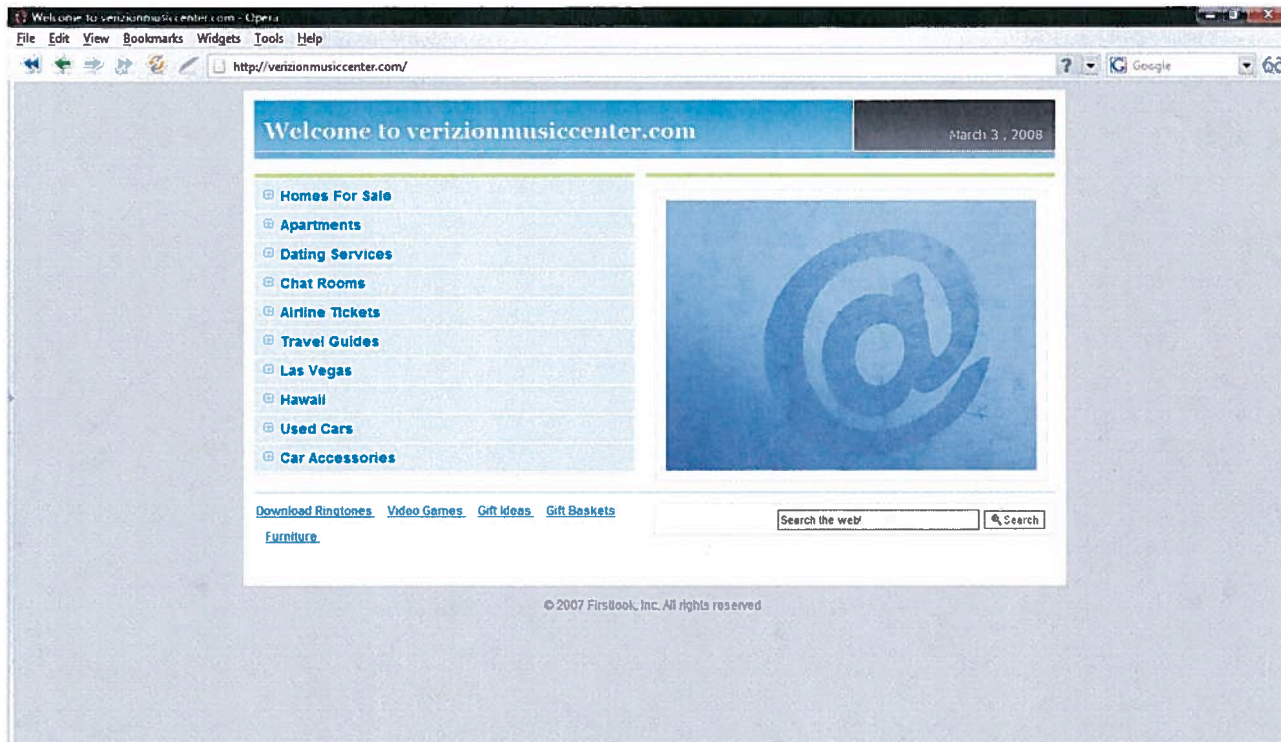 Welcome to verizionmusiccenter.com - Opera
File Edit View Bookmarks Widgets Tools Help
http://verizionmusiccenter.com/ ? Google
Welcome to verizionmusiccenter.com
March 3 , 2008
Homes For Sale
Apartments
Dating Services
Chat Rooms
Airline Tickets
Travel Guides
Las Vegas
Hawaii
Used Cars
Car Accessories
@
Download Ringtones Video Games Gift Ideas Gift Baskets
Furniture
Search the web! Search
© 2007 Firstlook, Inc. All rights reserved